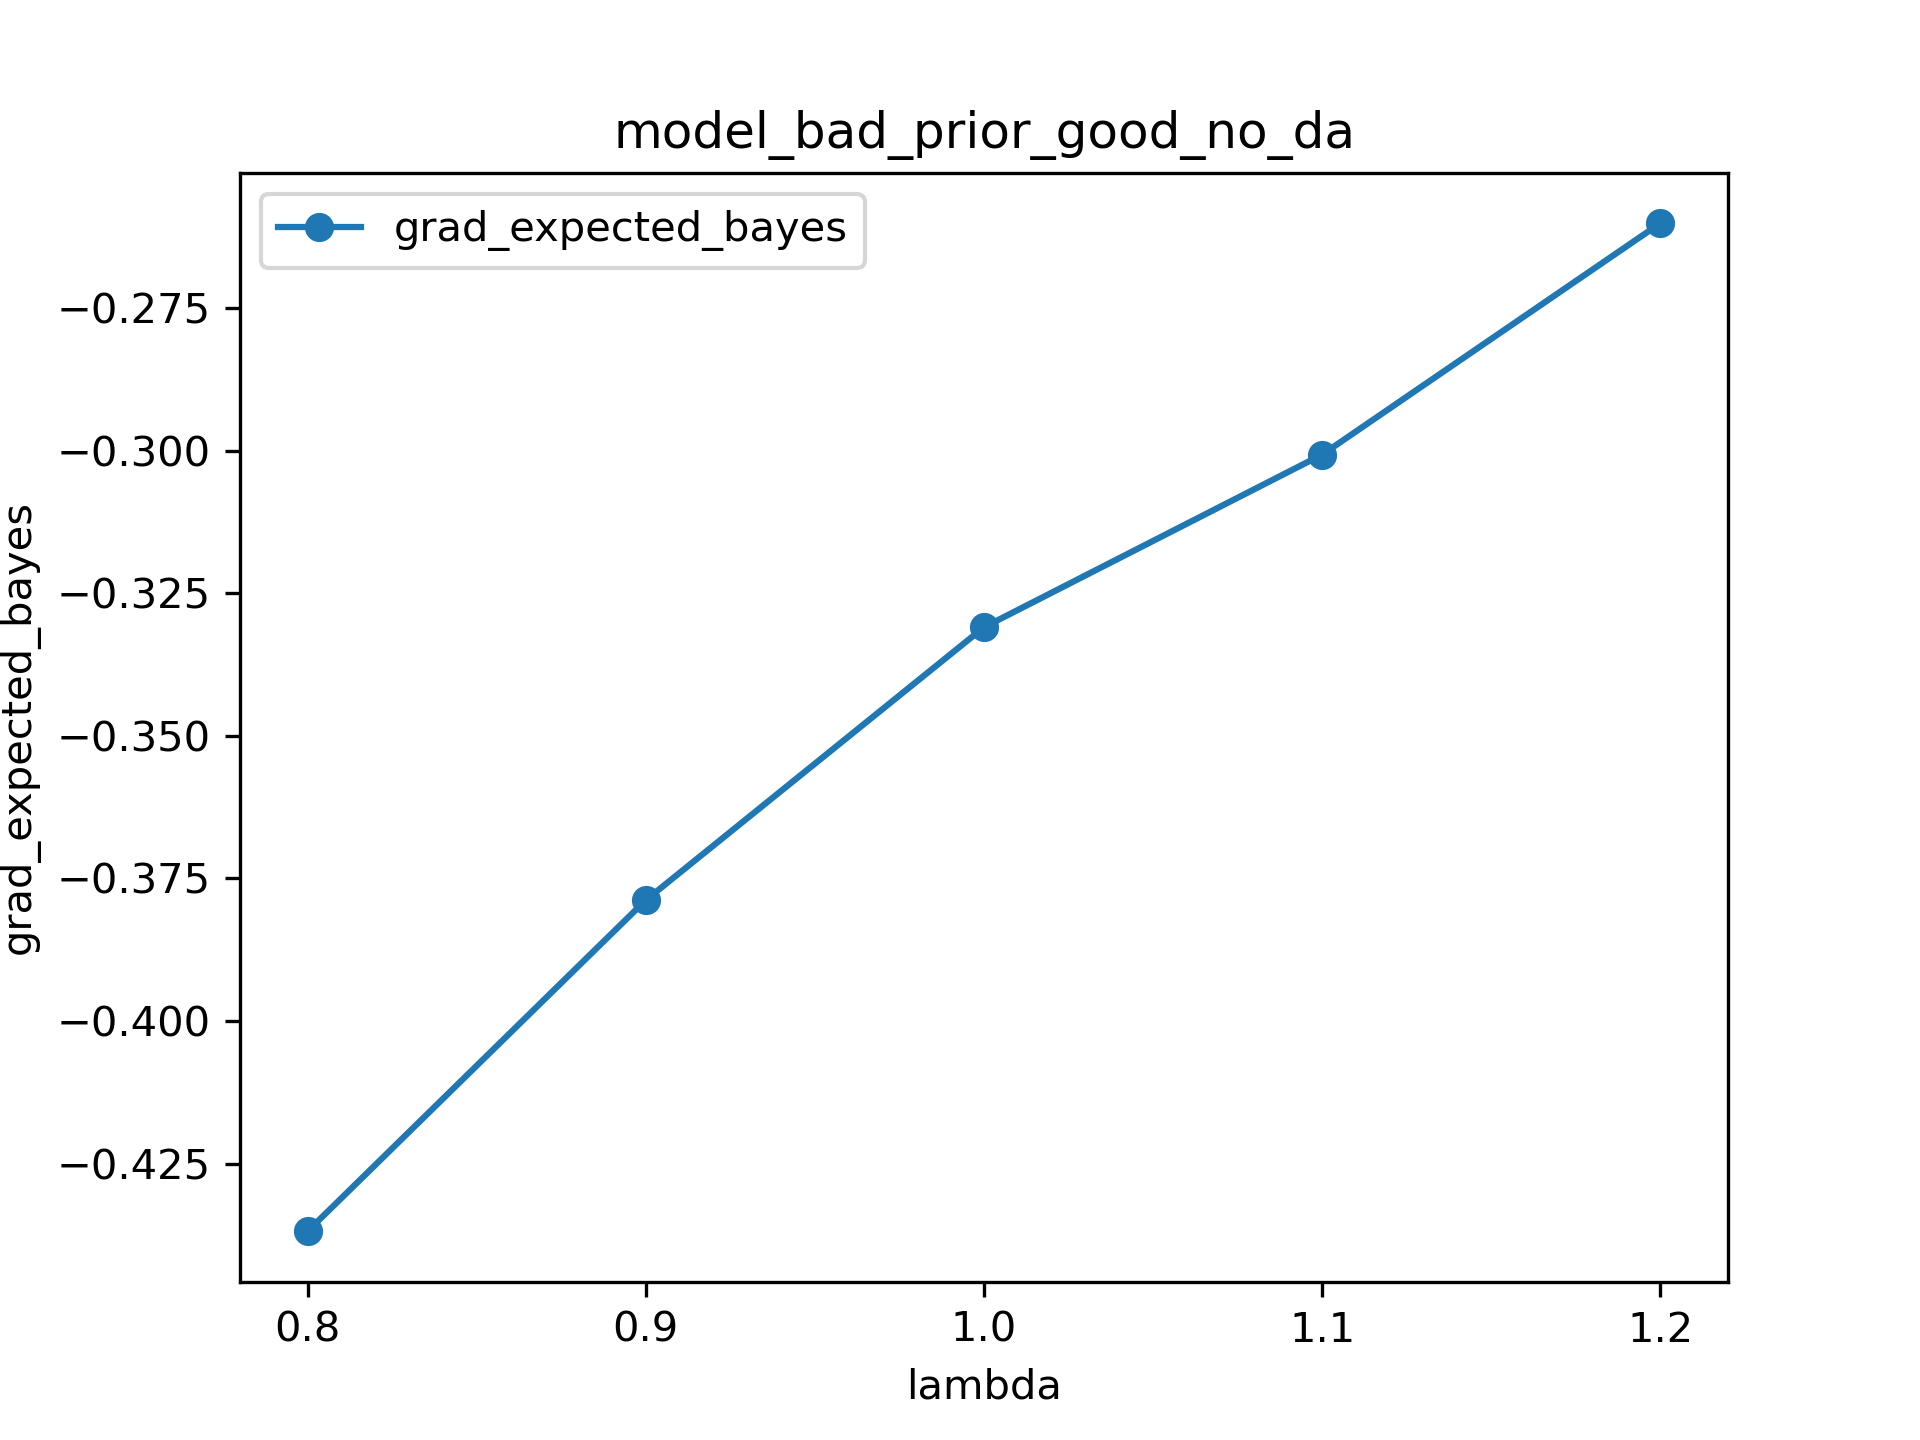 model_bad_prior_good_no_da
grad_expected_bayes
grad_expected_bayes
−0.275
−0.300
−0.325
−0.350
−0.375
−0.400
−0.425
0.8 0.9 1.0 1.1 1.2
lambda